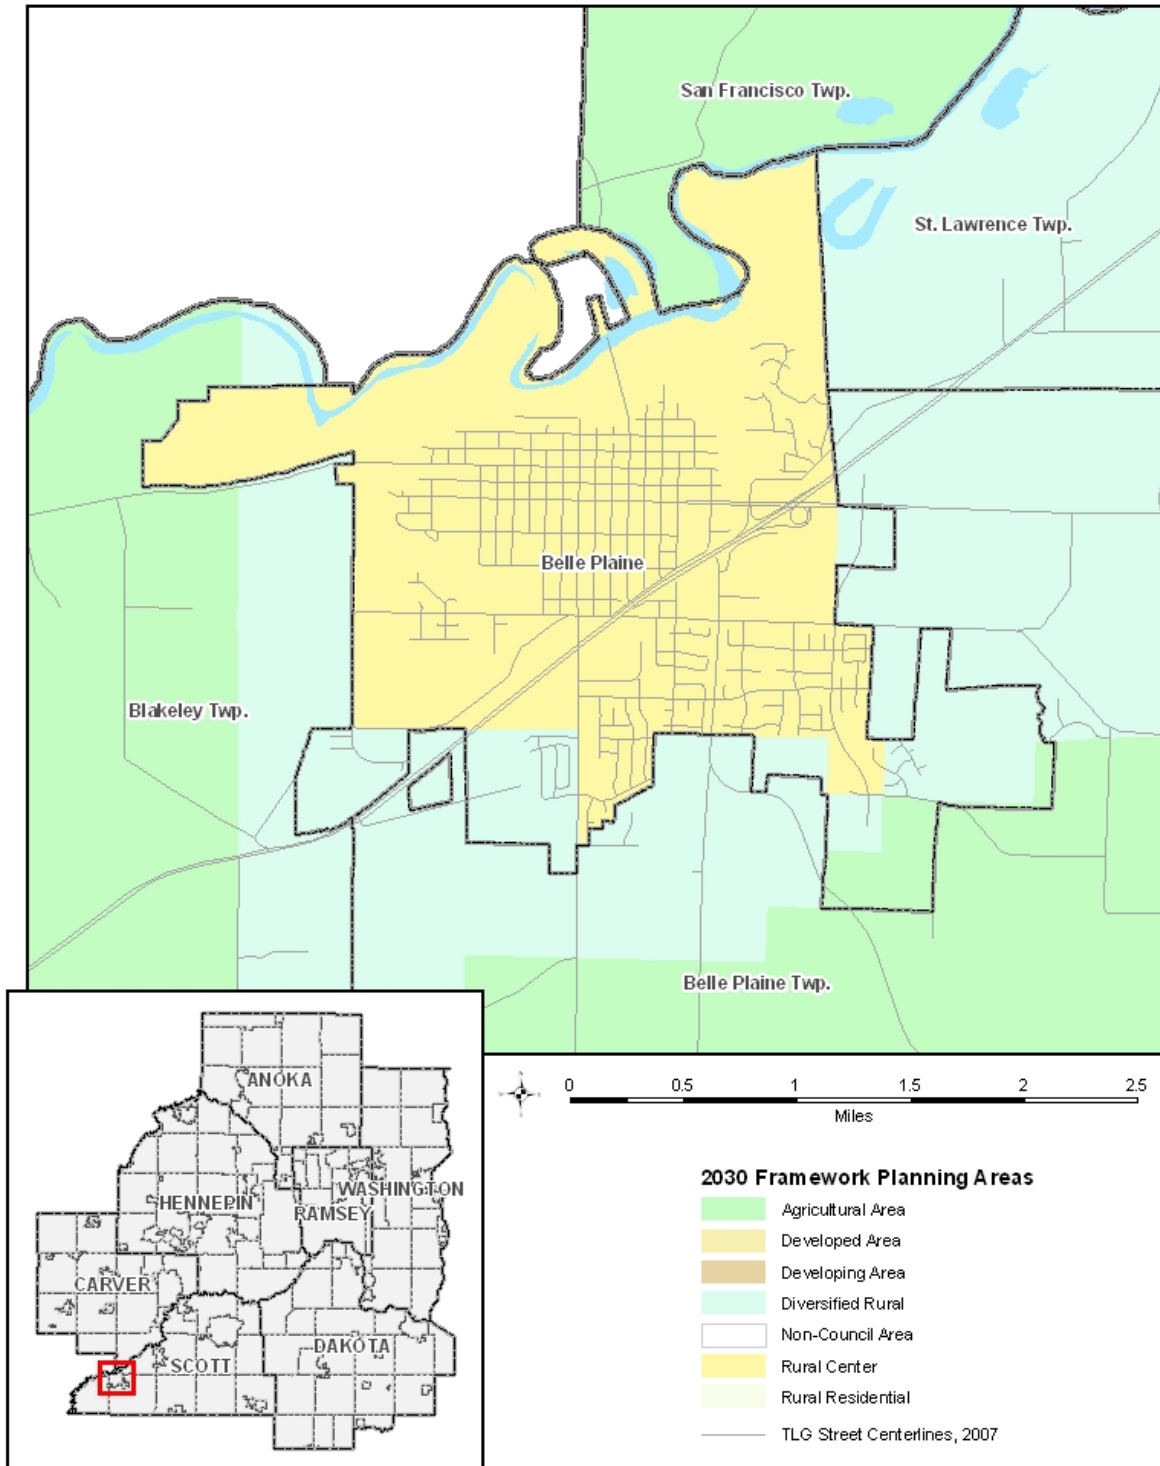 San Francisco Twp.
St. Lawrence Twp.
Belle Plaine
Blakeley Twp.
Belle Plaine Twp.
ANOKA
WASHINGTON
HENNEPIN
RAMSEY
CARVER
SCOTT
DAKOTA
0 0.5 1 1.5 2 2.5
Miles
2030 Framework Planning Areas
Agricultural Area
Developed Area
Developing Area
Diversified Rural
Non-Council Area
Rural Center
Rural Residential
TLG Street Centerlines, 2007